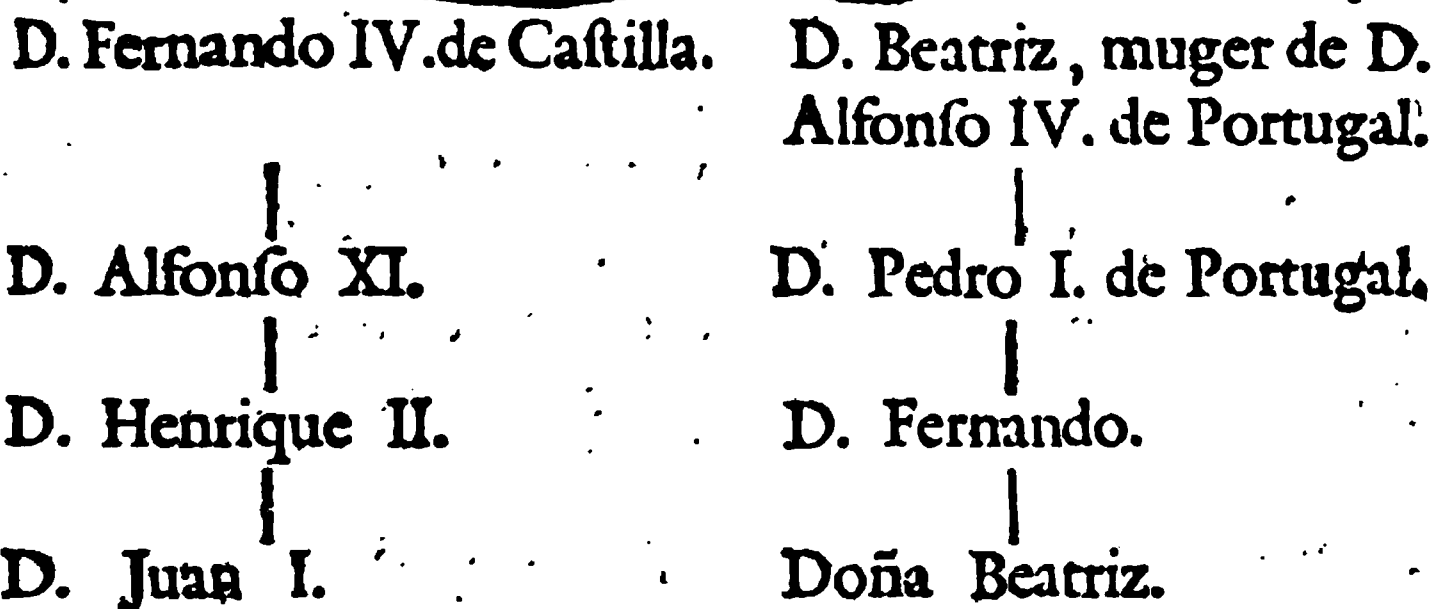 D. Fernando IV. de Caſtilla.
D. Alfonſo XI.
D. Henrique II.
D. Juan I.
D. Beatriz, muger de D.
Alfonſo IV. de Portugal.
D. Pedro I. de Portugal.
D. Fernando.
Doña Beatriz.